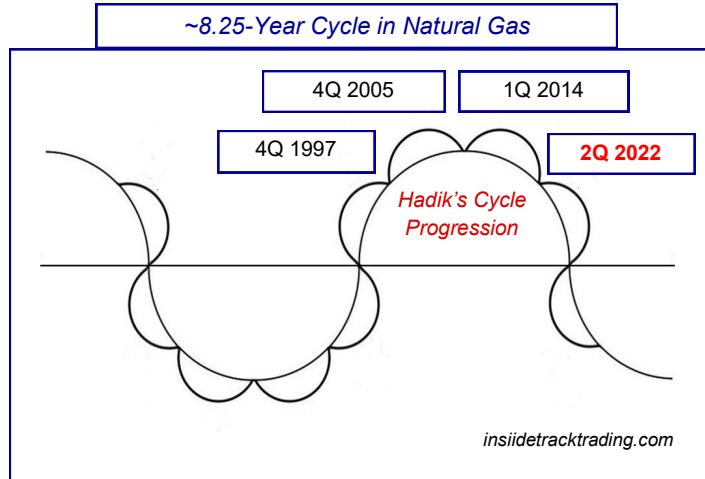 ~8.25-Year Cycle in Natural Gas
4Q 2005
1Q 2014
4Q 1997
2Q 2022
Hadik's Cycle
Progression
insiidetracktrading.com